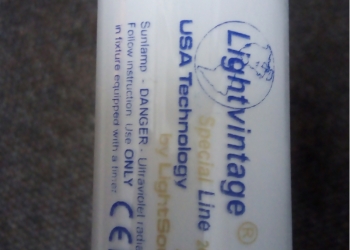 Lightvintage®
Special Line
USA Technology
by LightSo
Sunlamp - DANGER - Ultraviolet radia
Follow instruction. Use ONLY
in fixture equipped with a timer
CE